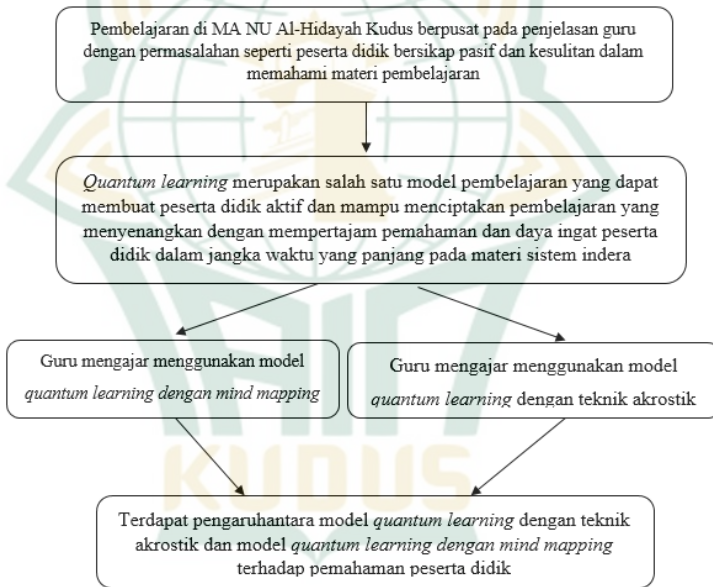 Pembelajaran di MA NU Al-Hidayah Kudus berpusat pada penjelasan guru
dengan permasalahan seperti peserta didik bersikap pasif dan kesulitan dalam
memahami materi pembelajaran
Quantum learning merupakan salah satu model pembelajaran yang dapat
membuat peserta didik aktif dan mampu menciptakan pembelajaran yang
menyenangkan dengan mempertajam pemahaman dan daya ingat peserta
didik dalam jangka waktu yang panjang pada materi sistem indera
Guru mengajar menggunakan model
quantum learning dengan mind mapping
Guru mengajar menggunakan model
quantum learning dengan teknik akrostik
KUDUS
Terdapat pengaruhantara model quantum learning dengan teknik
akrostik dan model quantum learning dengan mind mapping
terhadap pemahaman peserta didik